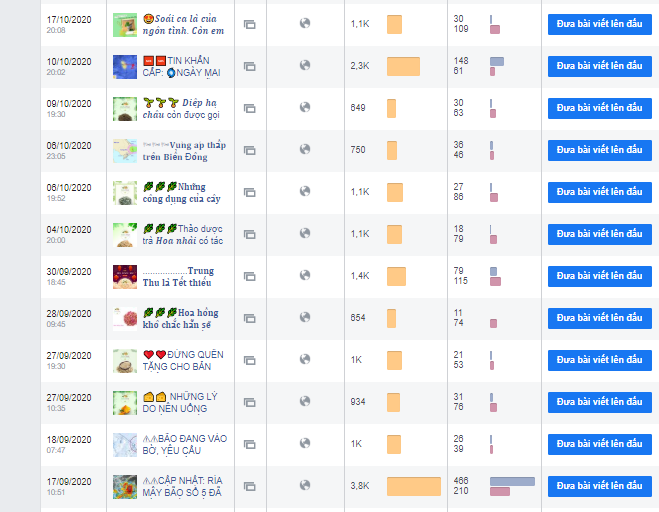 17/10/2020
20:08
Soái ca là của
ngôn tình. Còn em
1,1K
30
109
Đưa bài viết lên đầu
10/10/2020
20:02
TIN KHẨN
CẤP: NGÀY MAI
2,3K
148
61
Đưa bài viết lên đầu
09/10/2020
19:30
Diệp hạ
châu còn được gọi
649
30
63
Đưa bài viết lên đầu
06/10/2020
23:05
Vùng áp thấp
trên Biển Đông
750
36
46
Đưa bài viết lên đầu
06/10/2020
19:52
Những
công dụng của cây
1,1K
27
86
Đưa bài viết lên đầu
04/10/2020
20:00
Thảo dược
trà Hoa nhài có tác
1,1K
18
79
Đưa bài viết lên đầu
30/09/2020
18:45
...................Trung
Thu là Tết thiếu
1,4K
79
115
Đưa bài viết lên đầu
28/09/2020
09:45
Hoa hồng
khô chắc hẳn sẽ
654
11
74
Đưa bài viết lên đầu
27/09/2020
19:30
ĐỪNG QUÊN
TẶNG CHO BẢN
1K
21
53
Đưa bài viết lên đầu
27/09/2020
10:35
NHỮNG LÝ
DO NÊN UỐNG
934
31
76
Đưa bài viết lên đầu
18/09/2020
07:47
BÃO ĐANG VÀO
BỜ, YÊU CẦU
1K
26
39
Đưa bài viết lên đầu
17/09/2020
10:51
CẬP NHẬT: RÌA
MÂY BÃO SỐ 5 ĐÃ
3,8K
466
210
Đưa bài viết lên đầu